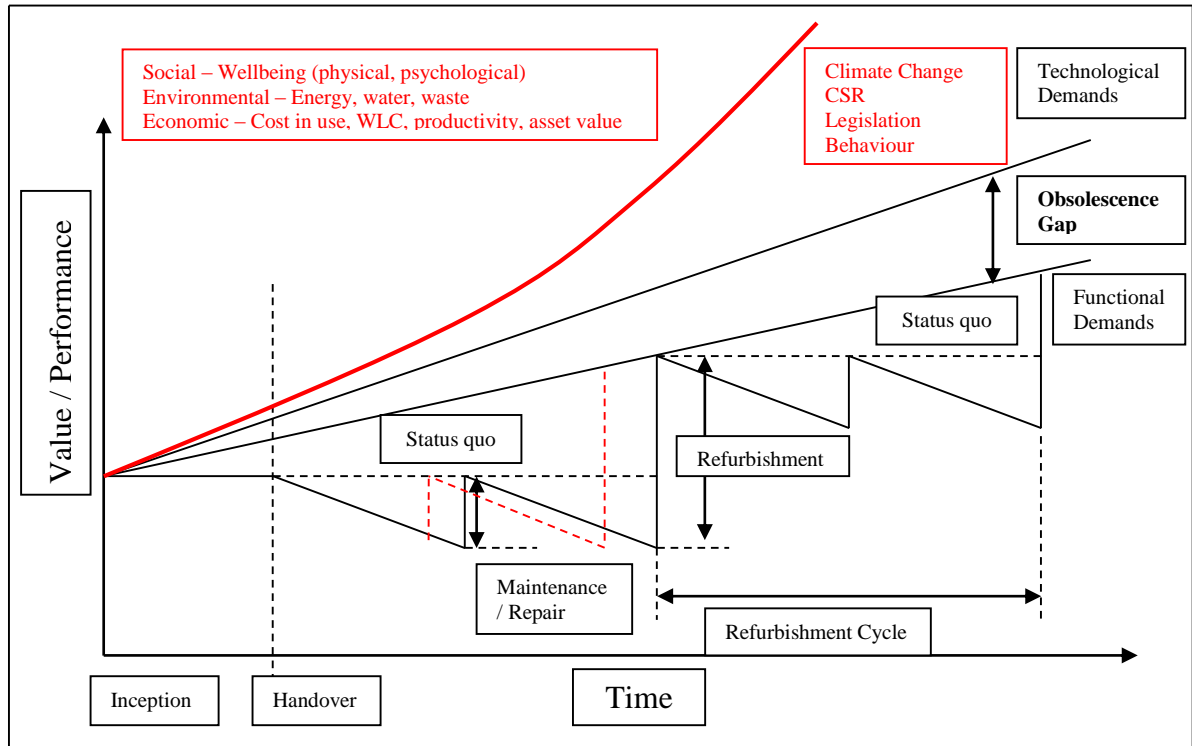 Social – Wellbeing (physical, psychological)
Environmental – Energy, water, waste
Economic – Cost in use, WLC, productivity, asset value
Climate Change
CSR
Legislation
Behaviour
Technological
Demands
Obsolescence
Gap
Functional
Demands
Status quo
Value / Performance
Status quo
Refurbishment
Maintenance
/ Repair
Refurbishment Cycle
Inception
Handover
Time